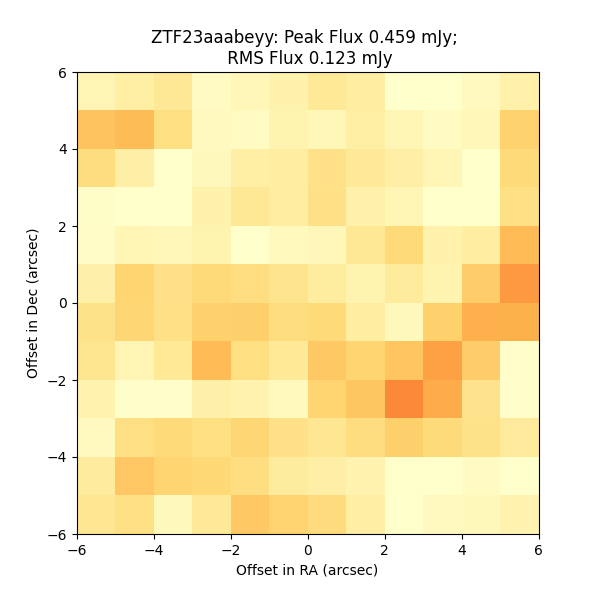 ZTF23aaabeyy: Peak Flux 0.459 mJy;
RMS Flux 0.123 mJy
6
4
2
0
−2
−4
−6
Offset in Dec (arcsec)
−6 −4 −2 0 2 4 6
Offset in RA (arcsec)